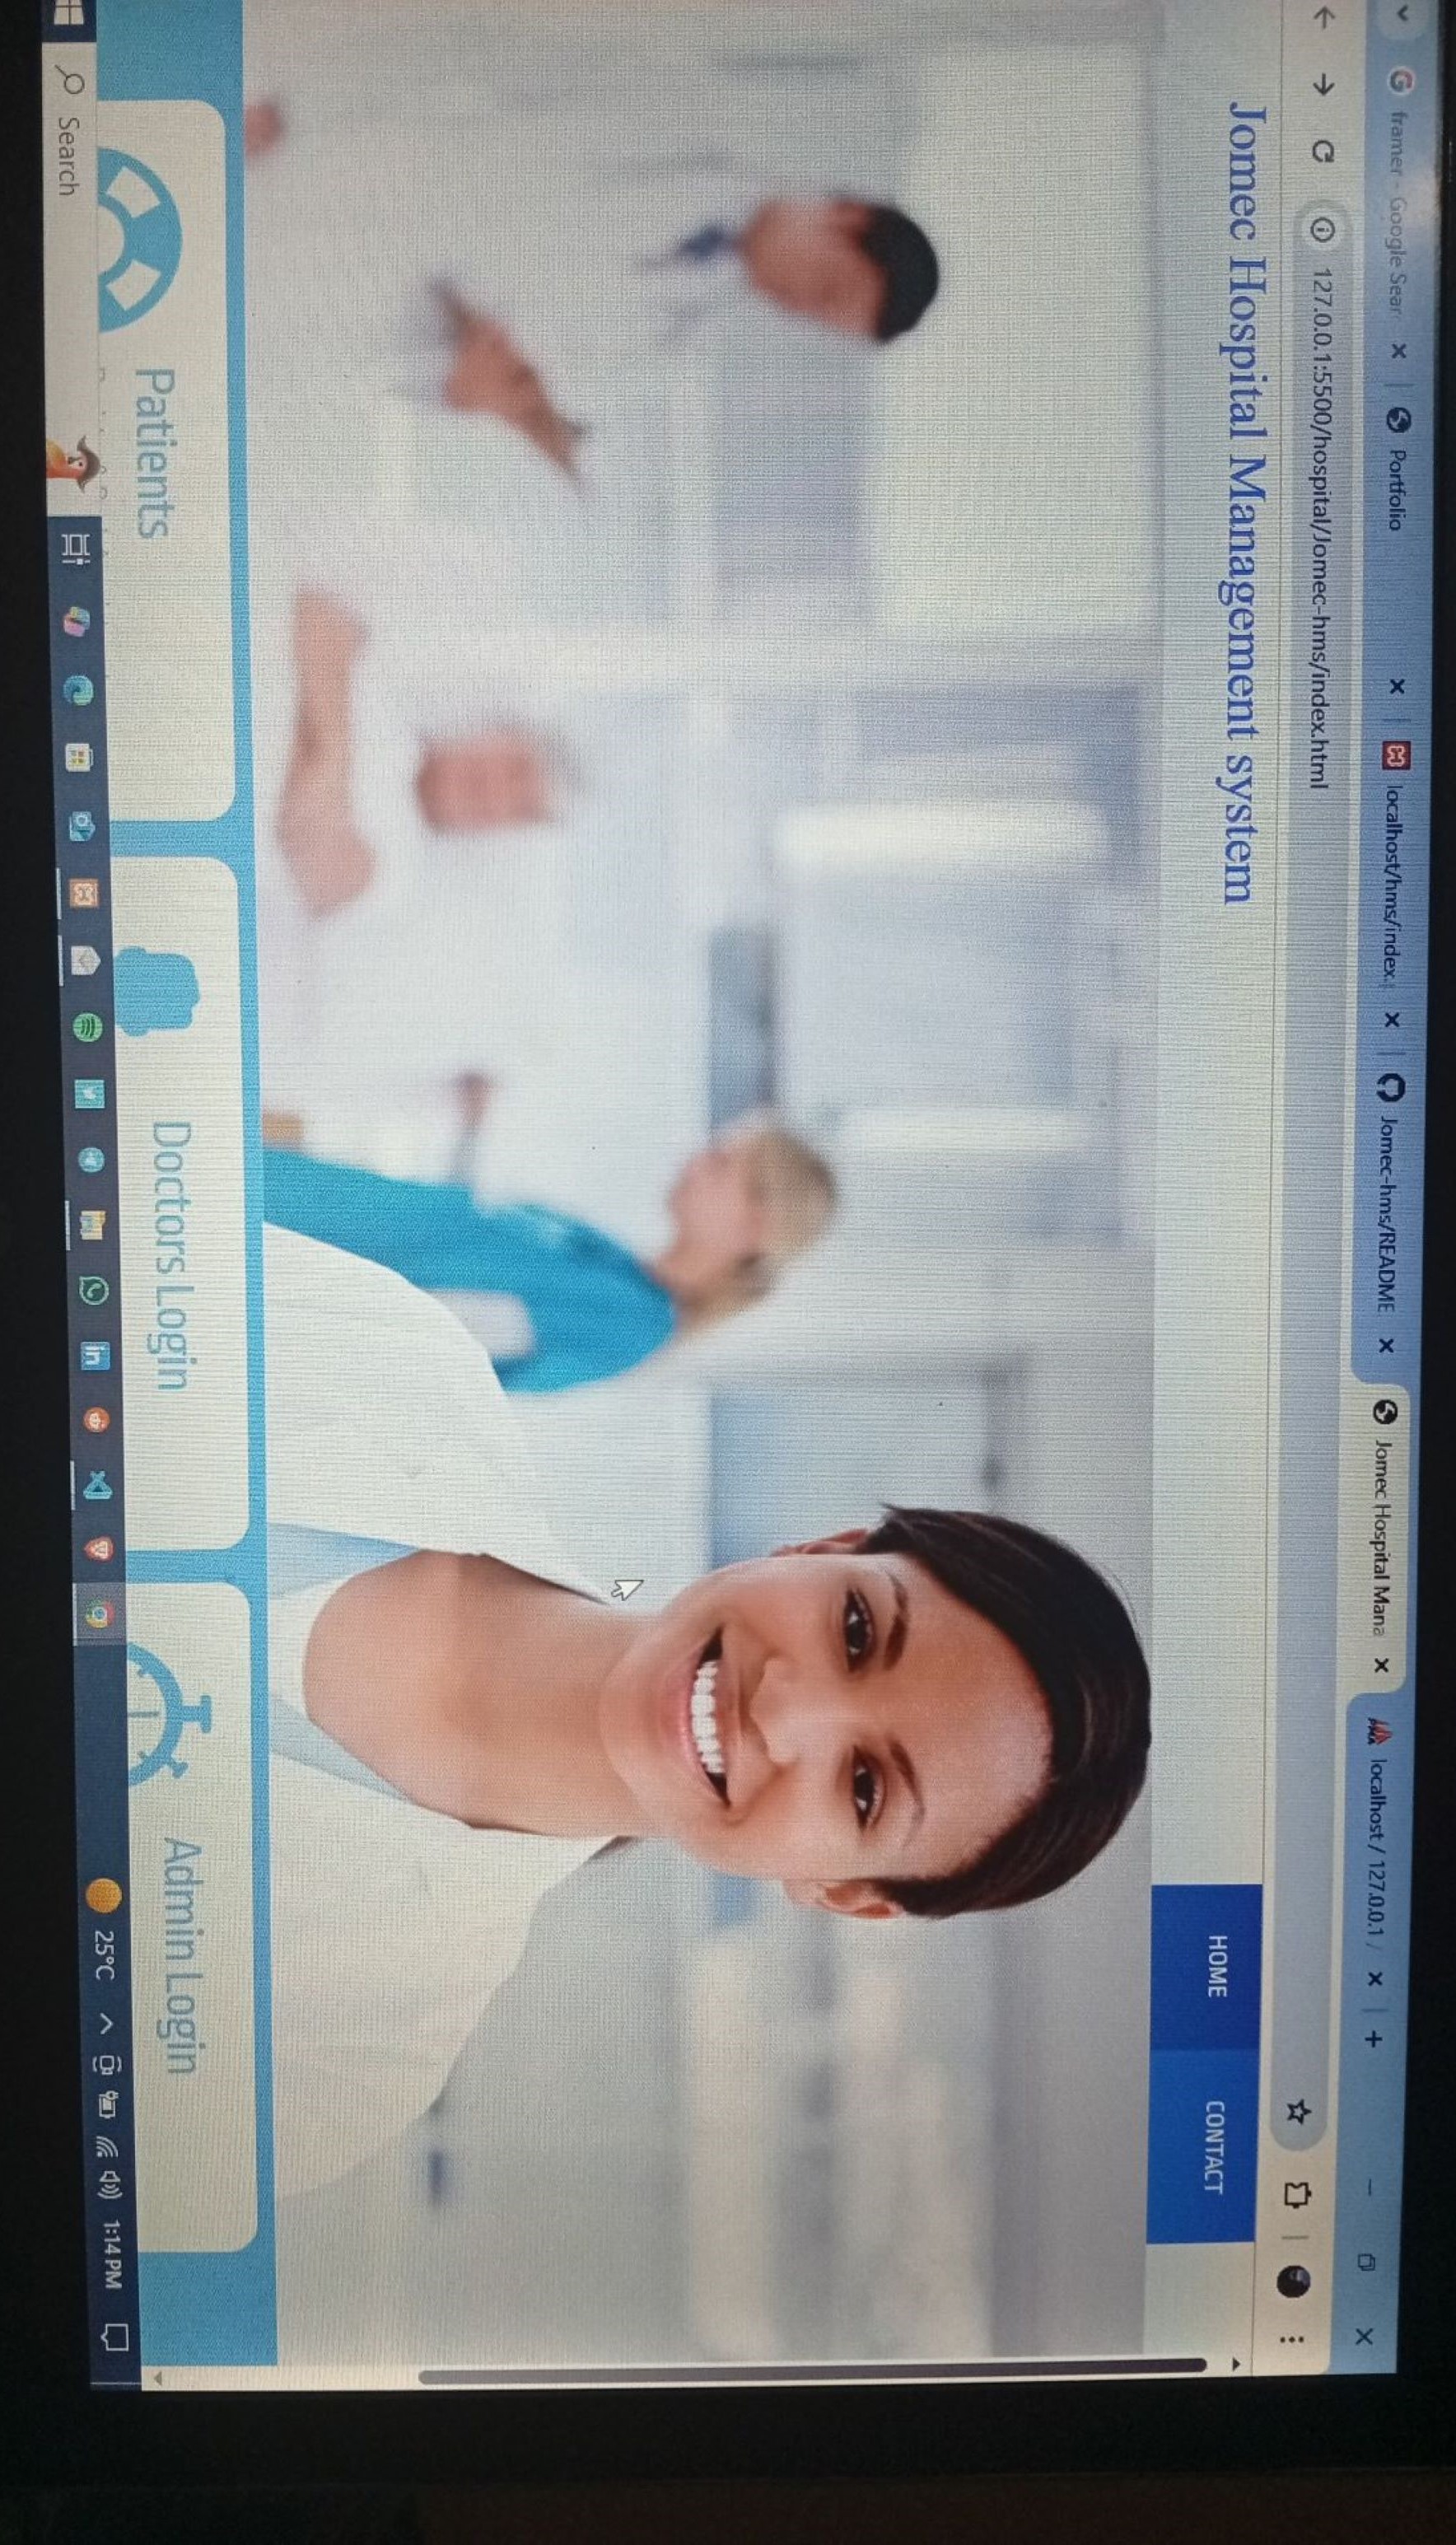 framer - Google Sear
Portfolio
localhost/hms/index.
Jomec-hms/README
Jomec Hospital Mana
localhost / 127.0.0.1 /
127.0.0.1:5500/hospital/Jomec-hms/index.html
Jomec Hospital Management system
HOME
CONTACT
Patients
Doctors Login
Admin Login
Search
25°C
1:14 PM